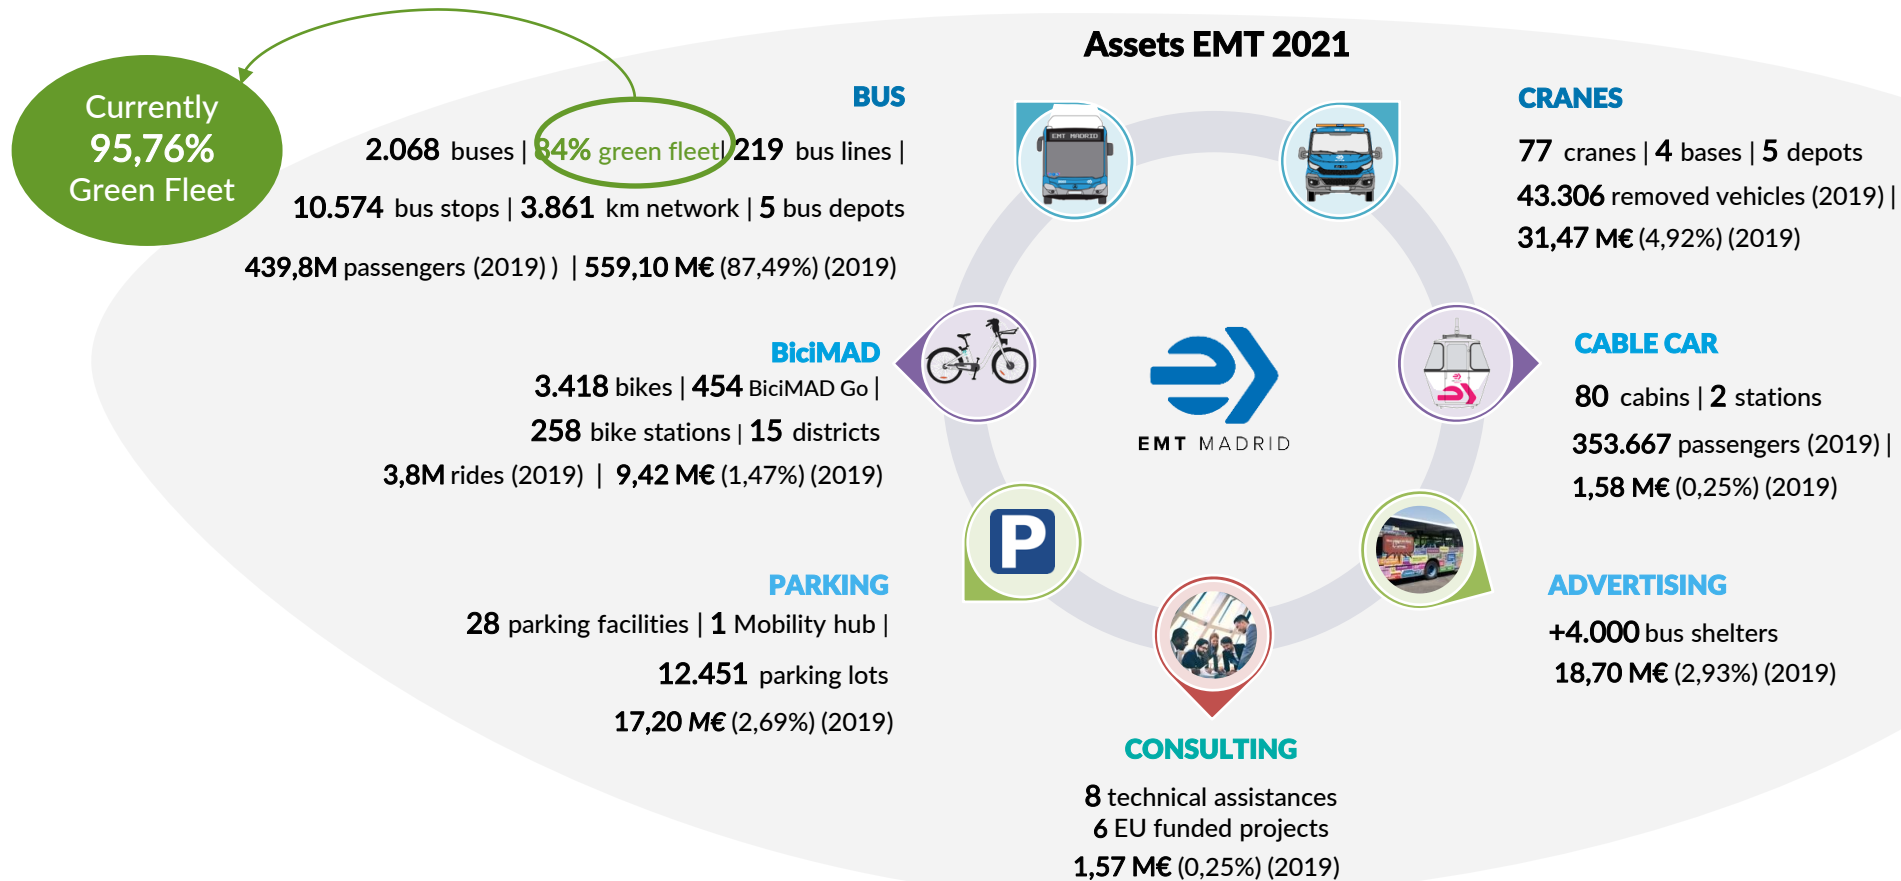 Assets EMT 2021
Currently
95,76%
Green Fleet
BUS
2.068 buses | 84% green fleet| 219 bus lines |
10.574 bus stops | 3.861 km network | 5 bus depots
439,8M passengers (2019) ) | 559,10 M€ (87,49%) (2019)
EMT MADRID
CRANES
77 cranes | 4 bases | 5 depots
43.306 removed vehicles (2019) |
31,47 M€ (4,92%) (2019)
BiciMAD
3.418 bikes | 454 BiciMAD Go |
258 bike stations | 15 districts
3,8M rides (2019) | 9,42 M€ (1,47%) (2019)
EMT MADRID
CABLE CAR
80 cabins | 2 stations
353.667 passengers (2019) |
1,58 M€ (0,25%) (2019)
PARKING
28 parking facilities | 1 Mobility hub |
12.451 parking lots
17,20 M€ (2,69%) (2019)
P
ADVERTISING
+4.000 bus shelters
18,70 M€ (2,93%) (2019)
CONSULTING
8 technical assistances
6 EU funded projects
1,57 M€ (0,25%) (2019)